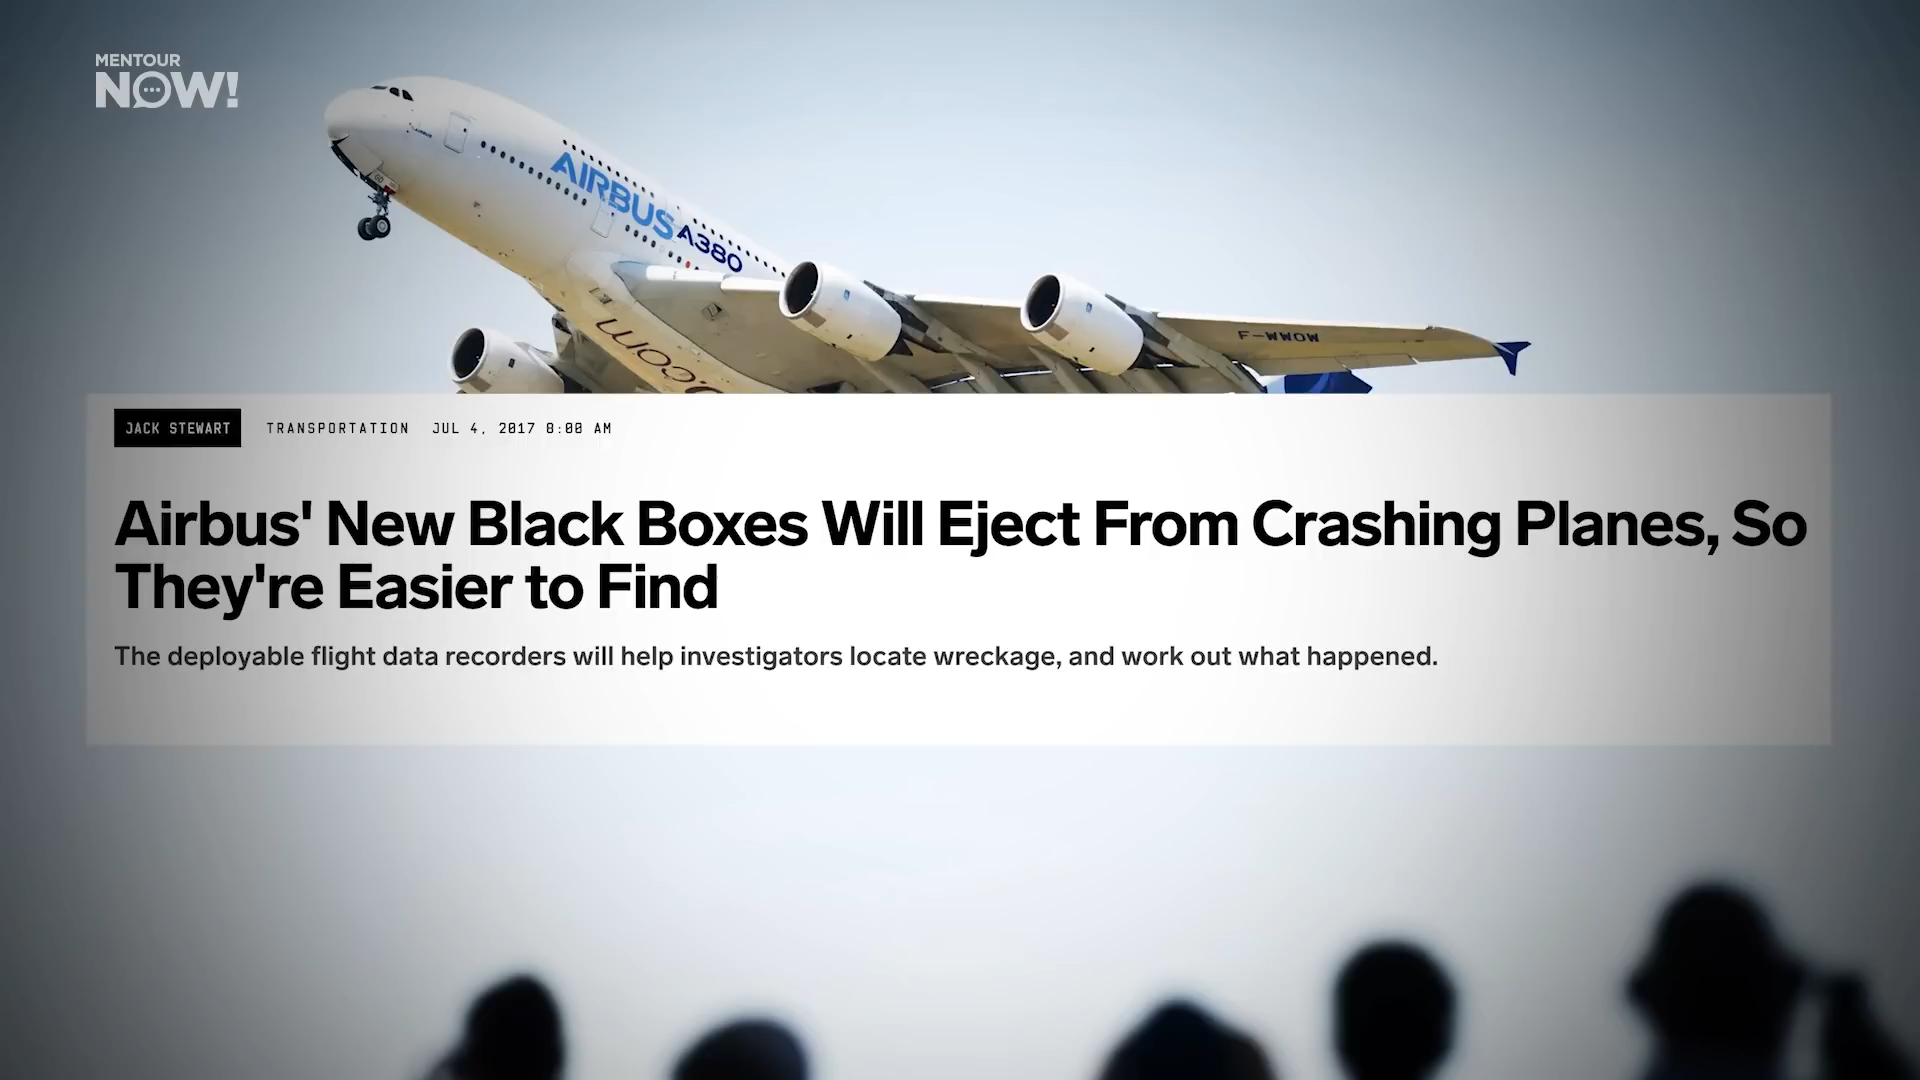 MENTOUR
NOW!
AIRBUS A380
F-WWOW
JACK STEWART TRANSPORTATION JUL 4, 2017 8:00 AM
Airbus' New Black Boxes Will Eject From Crashing Planes, So
They're Easier to Find
The deployable flight data recorders will help investigators locate wreckage, and work out what happened.